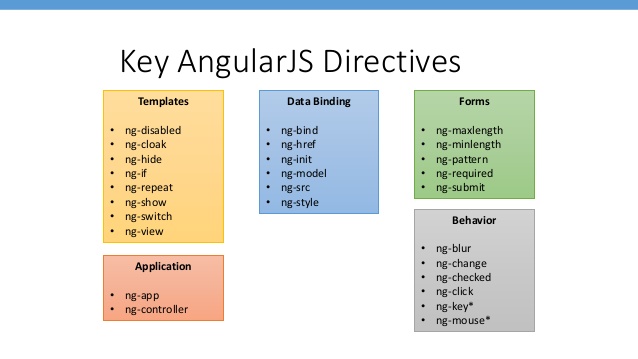 Key AngularJS Directives
Templates
• ng-disabled
• ng-cloak
• ng-hide
• ng-if
• ng-repeat
• ng-show
• ng-switch
• ng-view
Application
• ng-app
• ng-controller
Data Binding
• ng-bind
• ng-href
• ng-init
• ng-model
• ng-src
• ng-style
Forms
• ng-maxlength
• ng-minlength
• ng-pattern
• ng-required
• ng-submit
Behavior
• ng-blur
• ng-change
• ng-checked
• ng-click
• ng-key*
• ng-mouse*